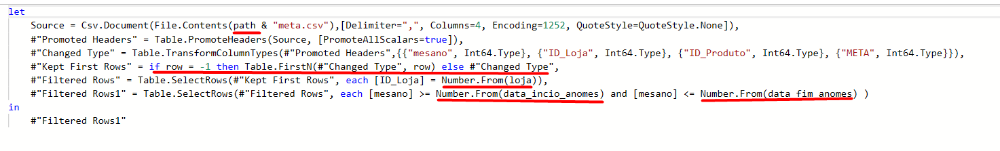 let
    Source = Csv.Document(File.Contents(path & "meta.csv"),[Delimiter=",", Columns=4, Encoding=1252, QuoteStyle=QuoteStyle.None]),
    #"Promoted Headers" = Table.PromoteHeaders(Source, [PromoteAllScalars=true]),
    #"Changed Type" = Table.TransformColumnTypes(#"Promoted Headers",{{"mesano", Int64.Type}, {"ID_Loja", Int64.Type}, {"ID_Produto", Int64.Type}, {"META", Int64.Type}}),
    #"Kept First Rows" = if row = -1 then Table.FirstN(#"Changed Type", row) else #"Changed Type",
    #"Filtered Rows" = Table.SelectRows(#"Kept First Rows", each [ID_Loja] = Number.From(loja)),
    #"Filtered Rows1" = Table.SelectRows(#"Filtered Rows", each [mesano] >= Number.From(data_incio_anomes) and [mesano] <= Number.From(data_fim_anomes) )
in
    #"Filtered Rows1"